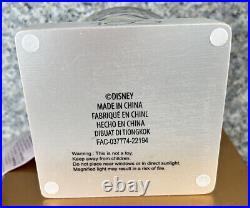 ©DISNEY
MADE IN CHINA
FABRIQUÉ EN CHINE
HECHO EN CHINA
DIBUAT DI TIONGKOK
FAC-037774-22194
Warning : This is not a toy.
Keep away from children.
Do not place near windows or in direct sunlight.
Magnified light may result in a risk of fire.